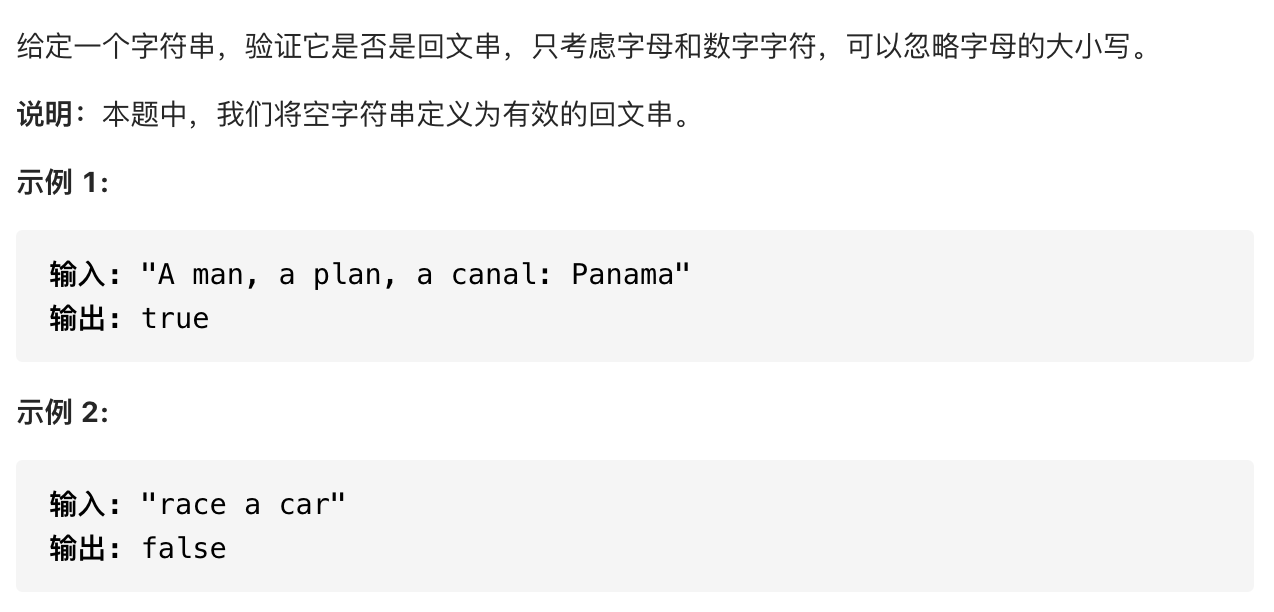 给定一个字符串，验证它是否是回文串，只考虑字母和数字字符，可以忽略字母的大小写。
说明：本题中，我们将空字符串定义为有效的回文串。
示例 1:
输入: "A man, a plan, a canal: Panama"
输出: true
示例 2:
输入: "race a car"
输出: false